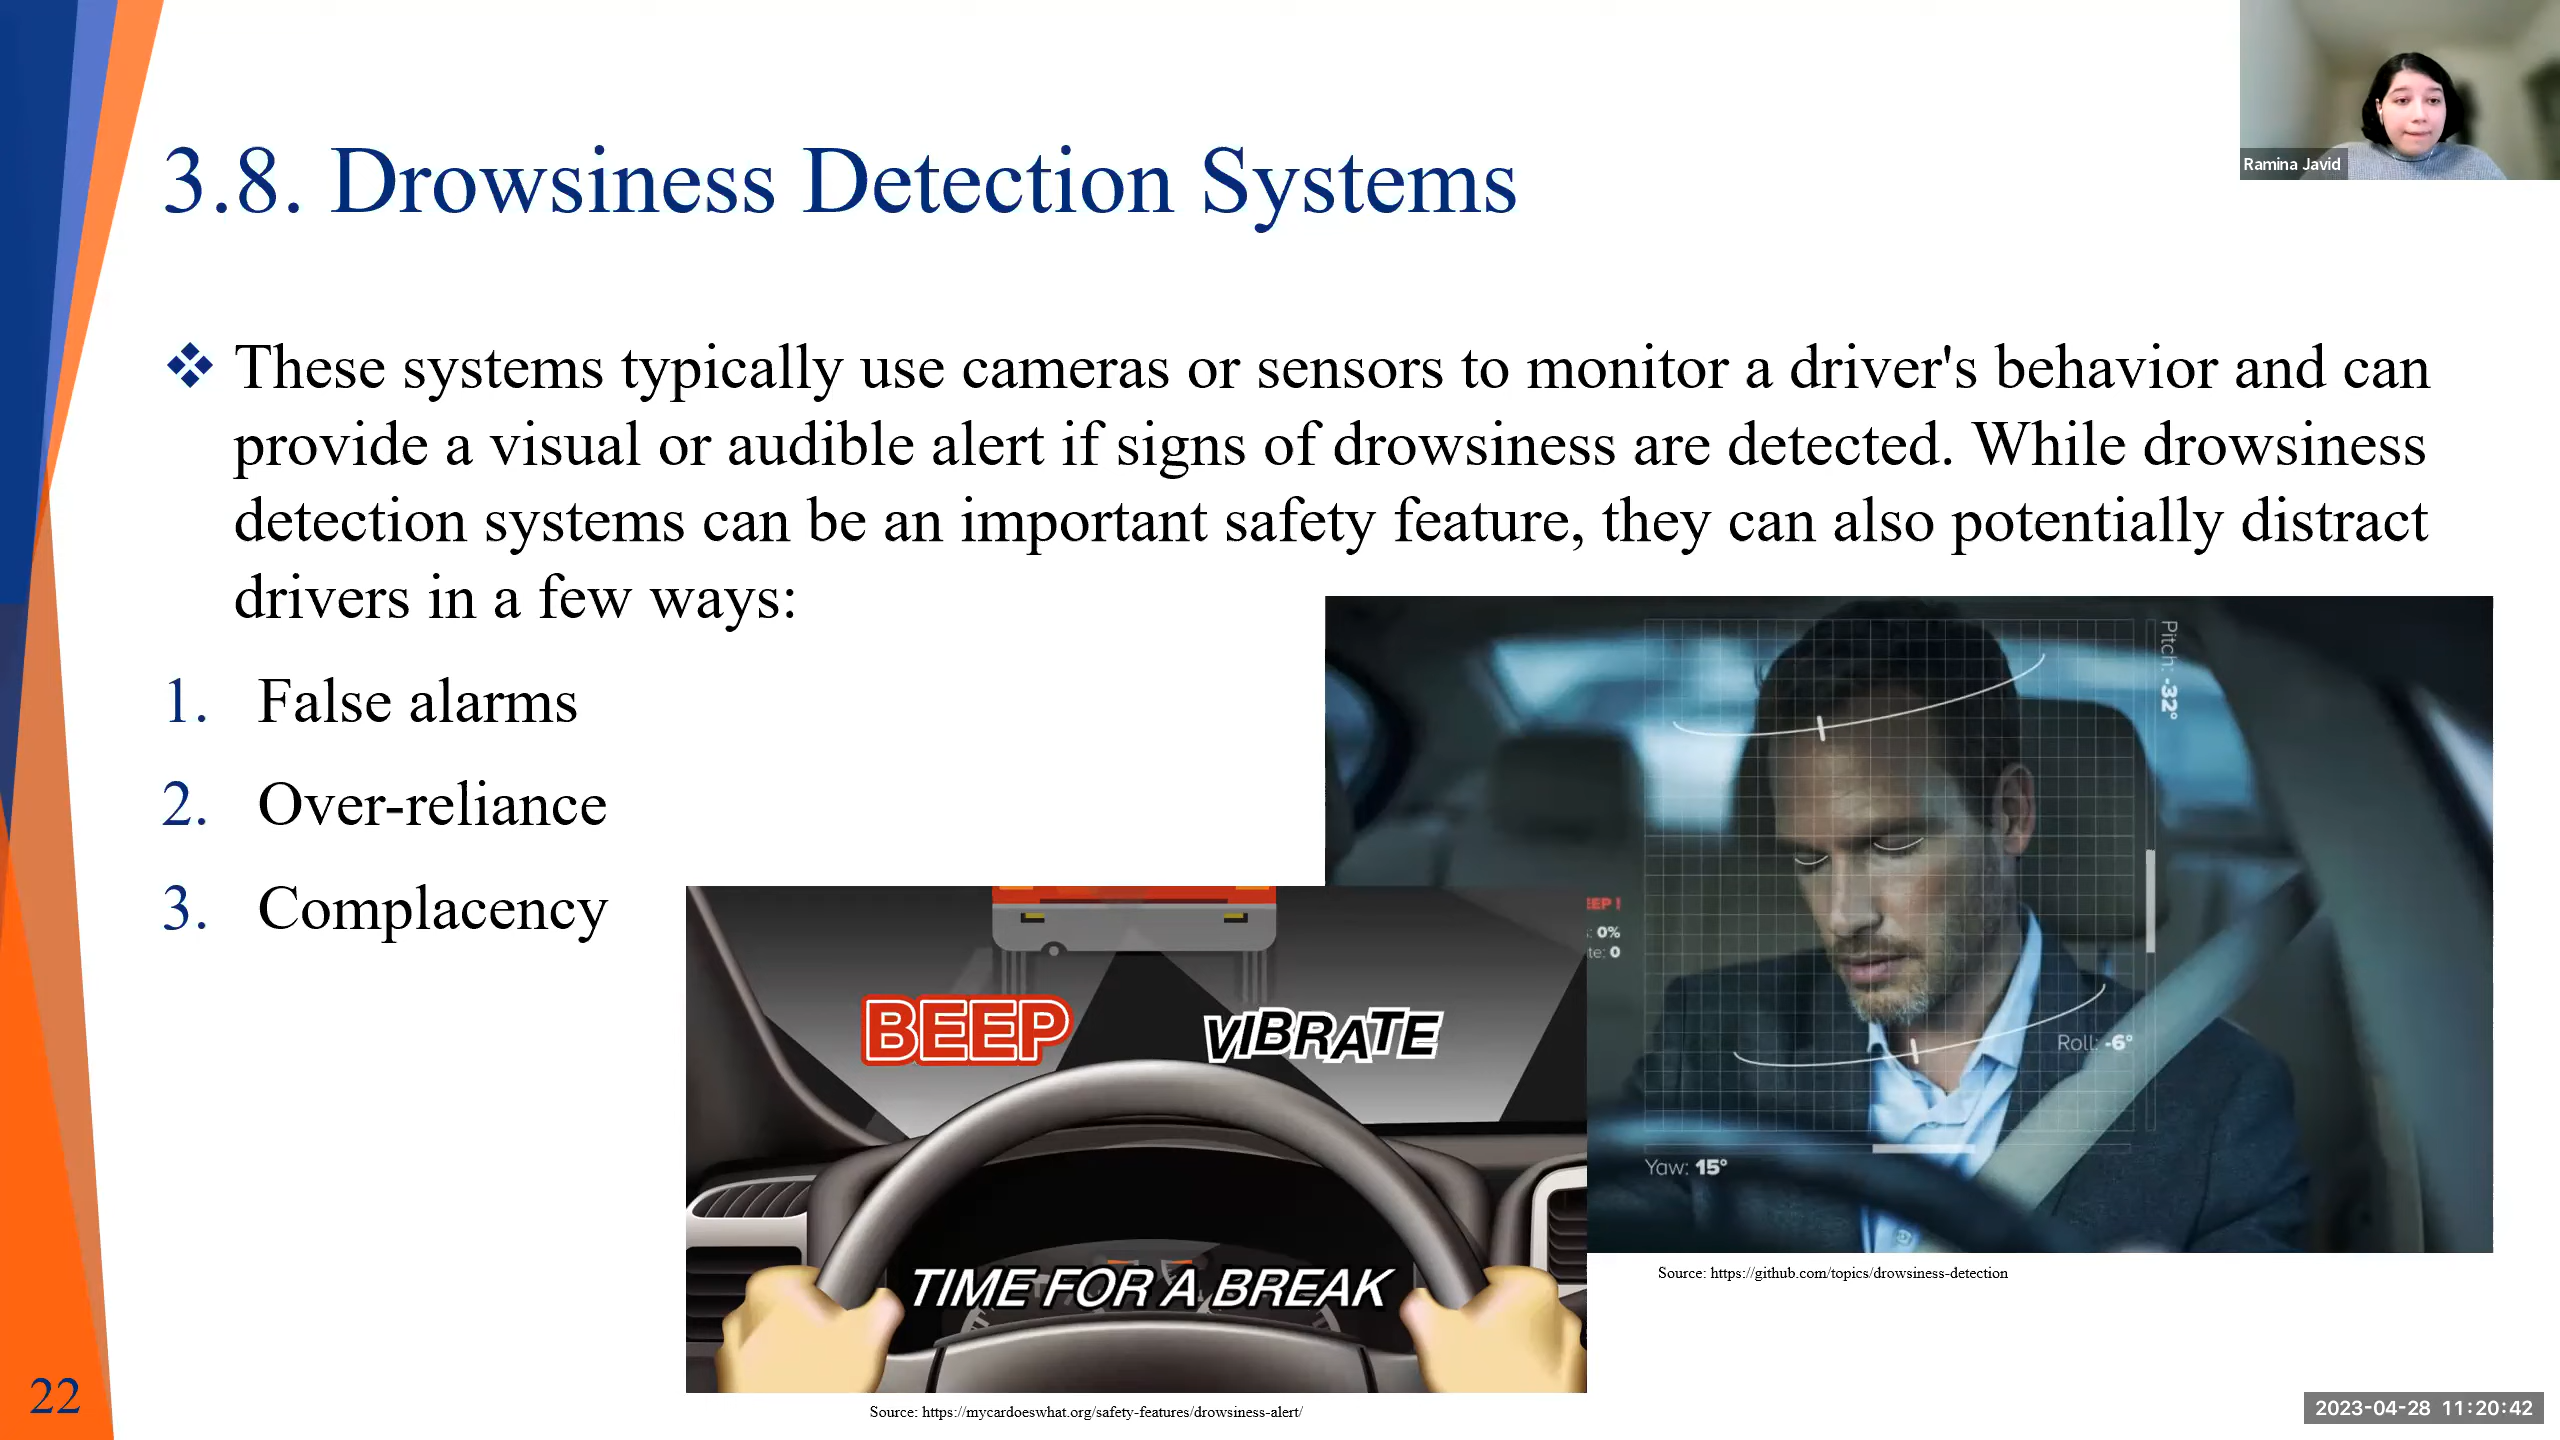 Ramina Javid
3.8. Drowsiness Detection Systems
❖ These systems typically use cameras or sensors to monitor a driver's behavior and can
provide a visual or audible alert if signs of drowsiness are detected. While drowsiness
detection systems can be an important safety feature, they can also potentially distract
drivers in a few ways:
1. False alarms
2. Over-reliance
3. Complacency
Pitch: -32°
EEP !
: 0%
te: 0
Roll: -6°
Yaw: 15°
BEEP
VIBRATE
TIME FOR A BREAK
Source: https://github.com/topics/drowsiness-detection
Source: https://mycardoeswhat.org/safety-features/drowsiness-alert/
22
2023-04-28 11:20:42